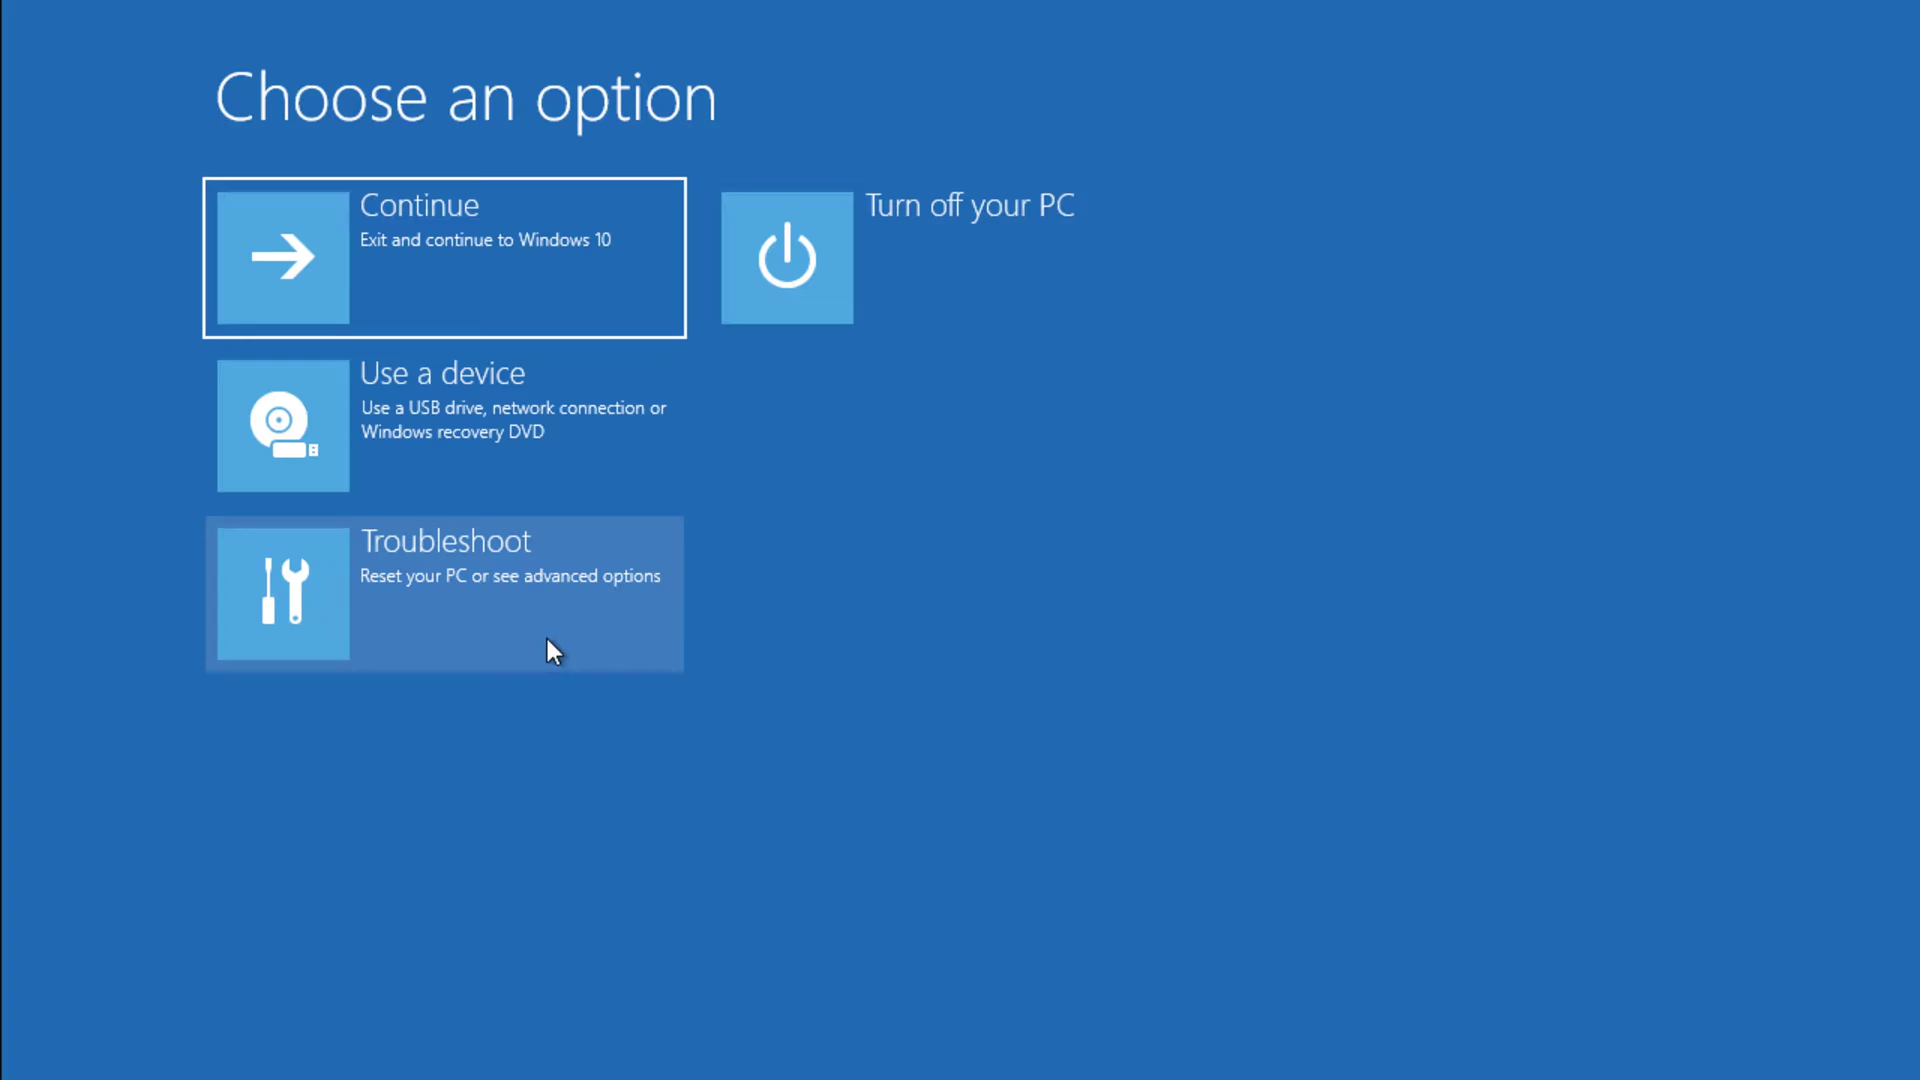 Choose an option
Continue
Exit and continue to Windows 10
Turn off your PC
Use a device
Use a USB drive, network connection or
Windows recovery DVD
Troubleshoot
Reset your PC or see advanced options